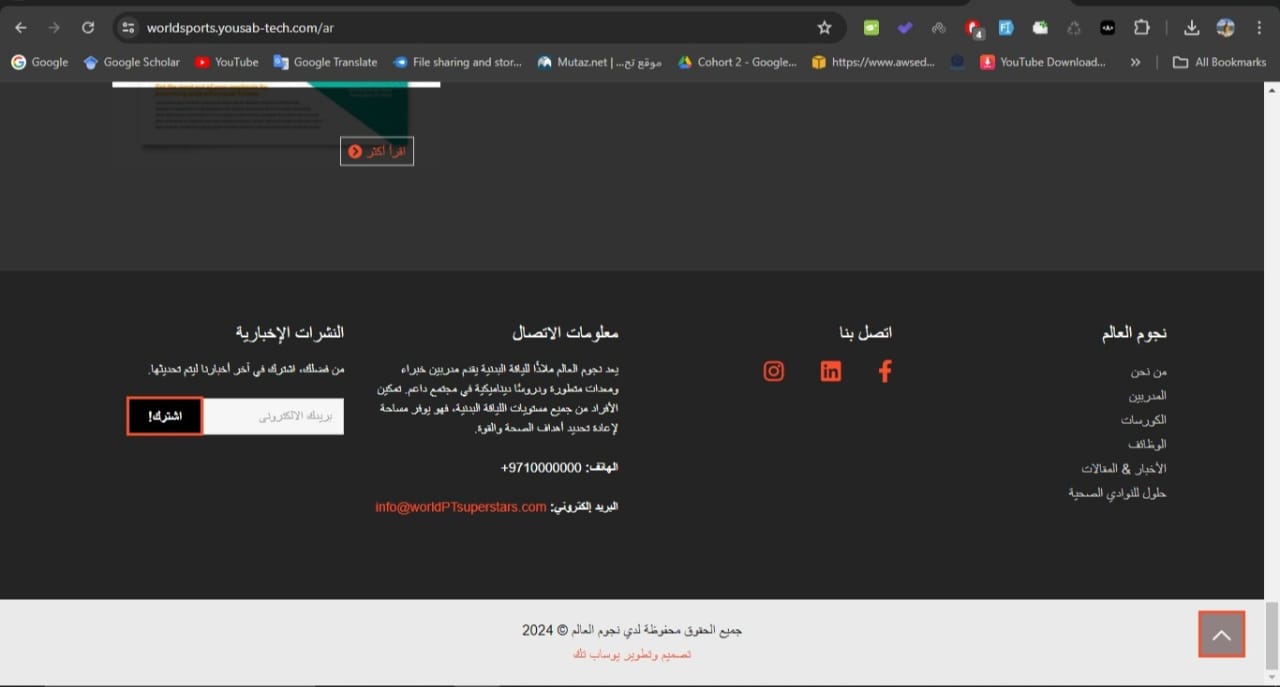 worldsports.yousab-tech.com/ar
4
Google
Google Scholar
YouTube
Google Translate
File sharing and stor...
Mutaz.net | موقع تح...
Cohort 2 - Google...
https://www.awsed...
YouTube Download...
»
All Bookmarks
اقرأ أكثر
نجوم العالم
من نحن
المدربين
الكورسات
الوظائف
الأخبار & المقالات
حلول للنوادي الصحية
اتصل بنا
معلومات الاتصال
يعد نجوم العالم ملاذًا للياقة البدنية يقدم مدربين خبراء
ومعدات متطورة ودروسًا ديناميكية في مجتمع داعم. تمكين
الأفراد من جميع مستويات اللياقة البدنية، فهو يوفر مساحة
لإعادة تحديد أهداف الصحة والقوة.
الهاتف: 9710000000+
البريد إلكتروني: info@worldPTsuperstars.com
النشرات الإخبارية
من فضلك، اشترك في آخر أخبارنا ليتم تحديثها.
بريدك الالكتروني
اشترك!
جميع الحقوق محفوظة لدي نجوم العالم © 2024
تصميم وتطوير يوساب تك